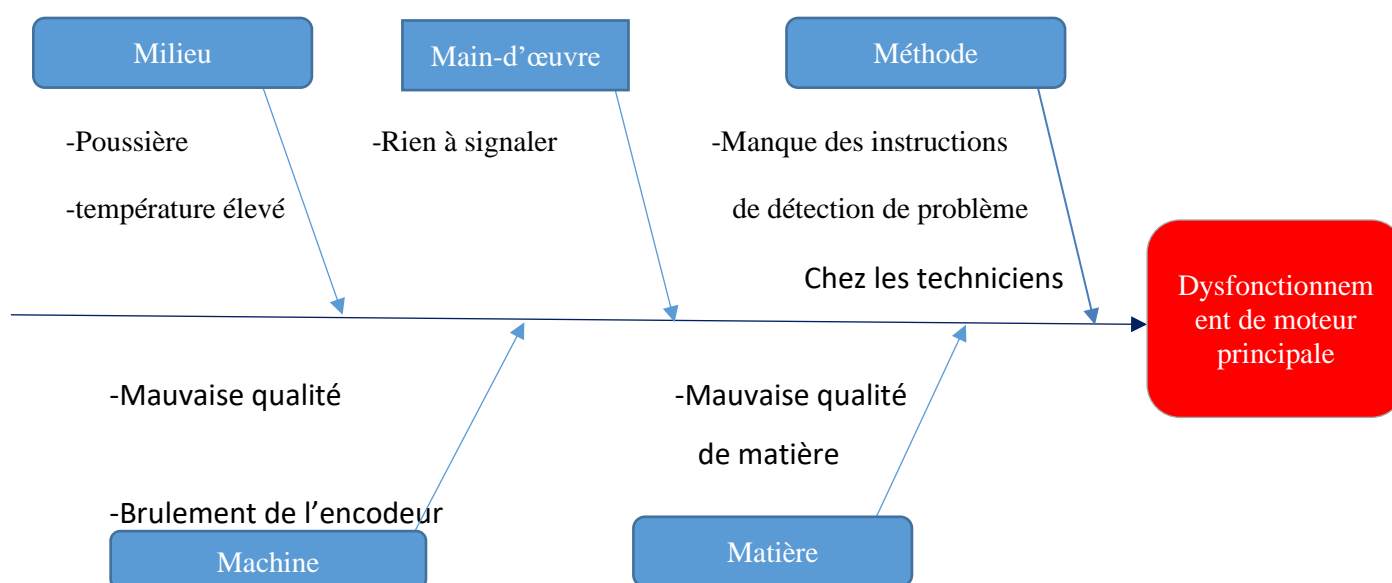 Milieu
Main-d’œuvre
Méthode
-Poussière
-température élevé
-Rien à signaler
-Manque des instructions
de détection de problème
Chez les techniciens
Dysfonctionnem
ent de moteur
principale
-Mauvaise qualité
-Brulement de l’encodeur
-Mauvaise qualité
de matière
Machine
Matière